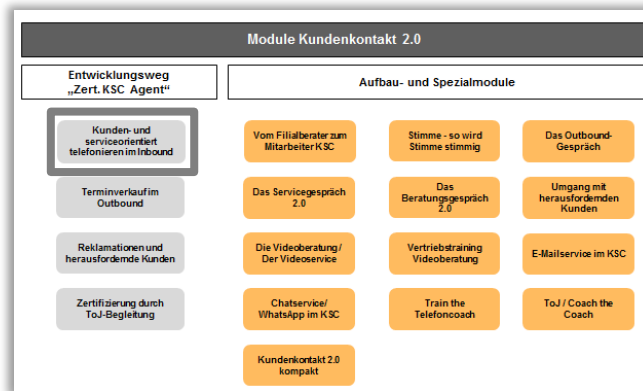 Module Kundenkontakt 2.0
Entwicklungsweg
„Zert. KSC Agent“
Aufbau- und Spezialmodule
Kunden- und
serviceorientiert
telefonieren im Inbound
Vom Filialberater zum
Mitarbeiter KSC
Stimme - so wird
Stimme stimmig
Das Outbound-
Gespräch
Terminverkauf im
Outbound
Das Servicegespräch
2.0
Das
Beratungsgespräch
2.0
Umgang mit
herausfordernden
Kunden
Reklamationen und
herausfordernde Kunden
Die Videoberatung /
Der Videoservice
Vertriebstraining
Videoberatung
E-Mailservice im KSC
Zertifizierung durch
ToJ-Begleitung
Chatservice/
WhatsApp im KSC
Train the
Telefoncoach
ToJ / Coach the
Coach
Kundenkontakt 2.0
kompakt